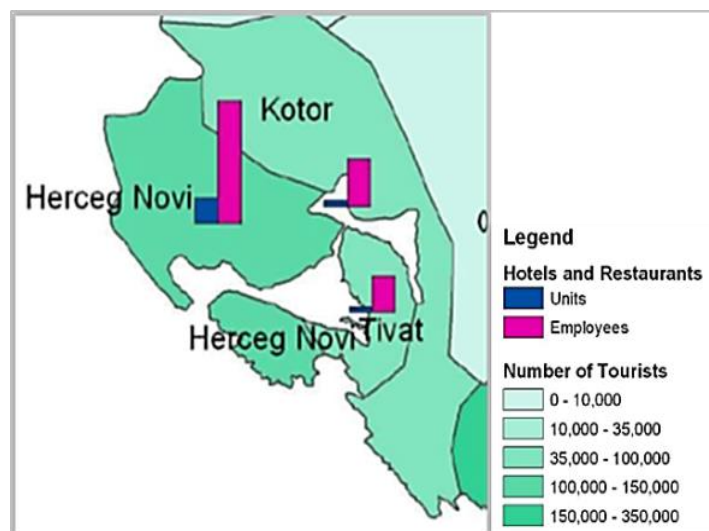 Kotor
Herceg Novi
Herceg Novi
Tivat
Legend
Hotels and Restaurants
Units
Employees
Number of Tourists
0 - 10,000
10,000 - 35,000
35,000 - 100,000
100,000 - 150,000
150,000 - 350,000